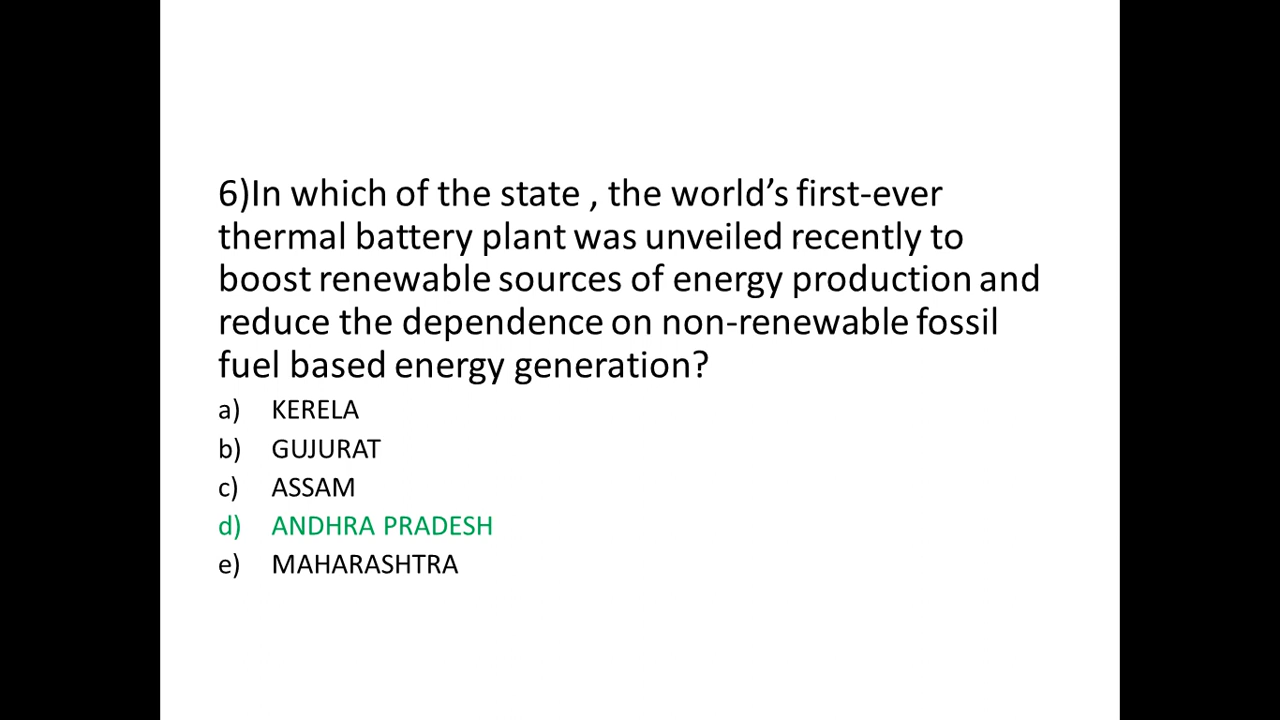 6)In which of the state , the world’s first-ever
thermal battery plant was unveiled recently to
boost renewable sources of energy production and
reduce the dependence on non-renewable fossil
fuel based energy generation?
a) KERELA
b) GUJURAT
c) ASSAM
d) ANDHRA PRADESH
e) MAHARASHTRA